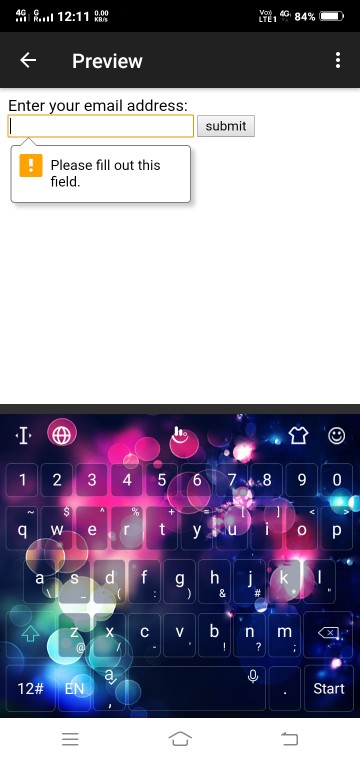 4G G 12:11 0.00 KB/s Vo) LTE1 4G 84%
Preview
Enter your email address:
submit
! Please fill out this
field.
1 2 3 4 5 6 7 8 9 0
~ $ ^ % + = [ ] < >
q w e r t y u i o p
a s d f g h j k l
\ _ ( : ) & # * "
z x c v b n m
@ / - ' ! ? ;
12# EN , . Start